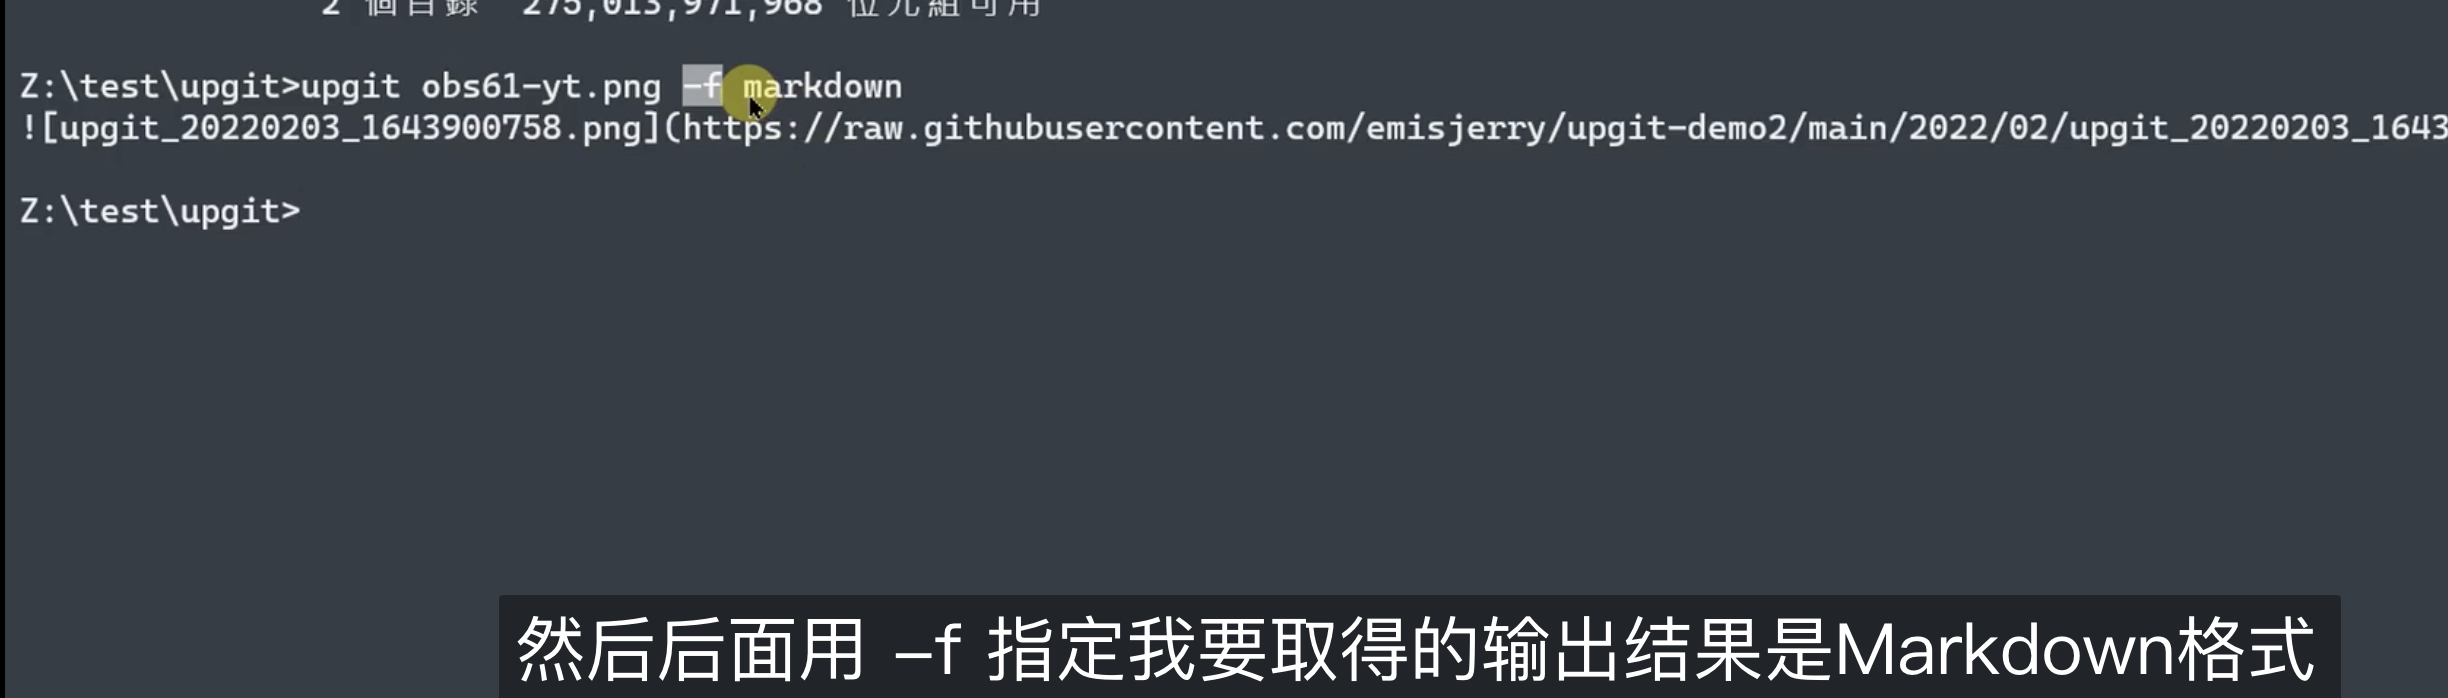 2 個目錄 275,013,971,968 位元組可用
Z:\test\upgit>upgit obs61-yt.png -f markdown
![upgit_20220203_1643900758.png](https://raw.githubusercontent.com/emisjerry/upgit-demo2/main/2022/02/upgit_20220203_1643
Z:\test\upgit>
然后后面用 -f 指定我要取得的输出结果是Markdown格式